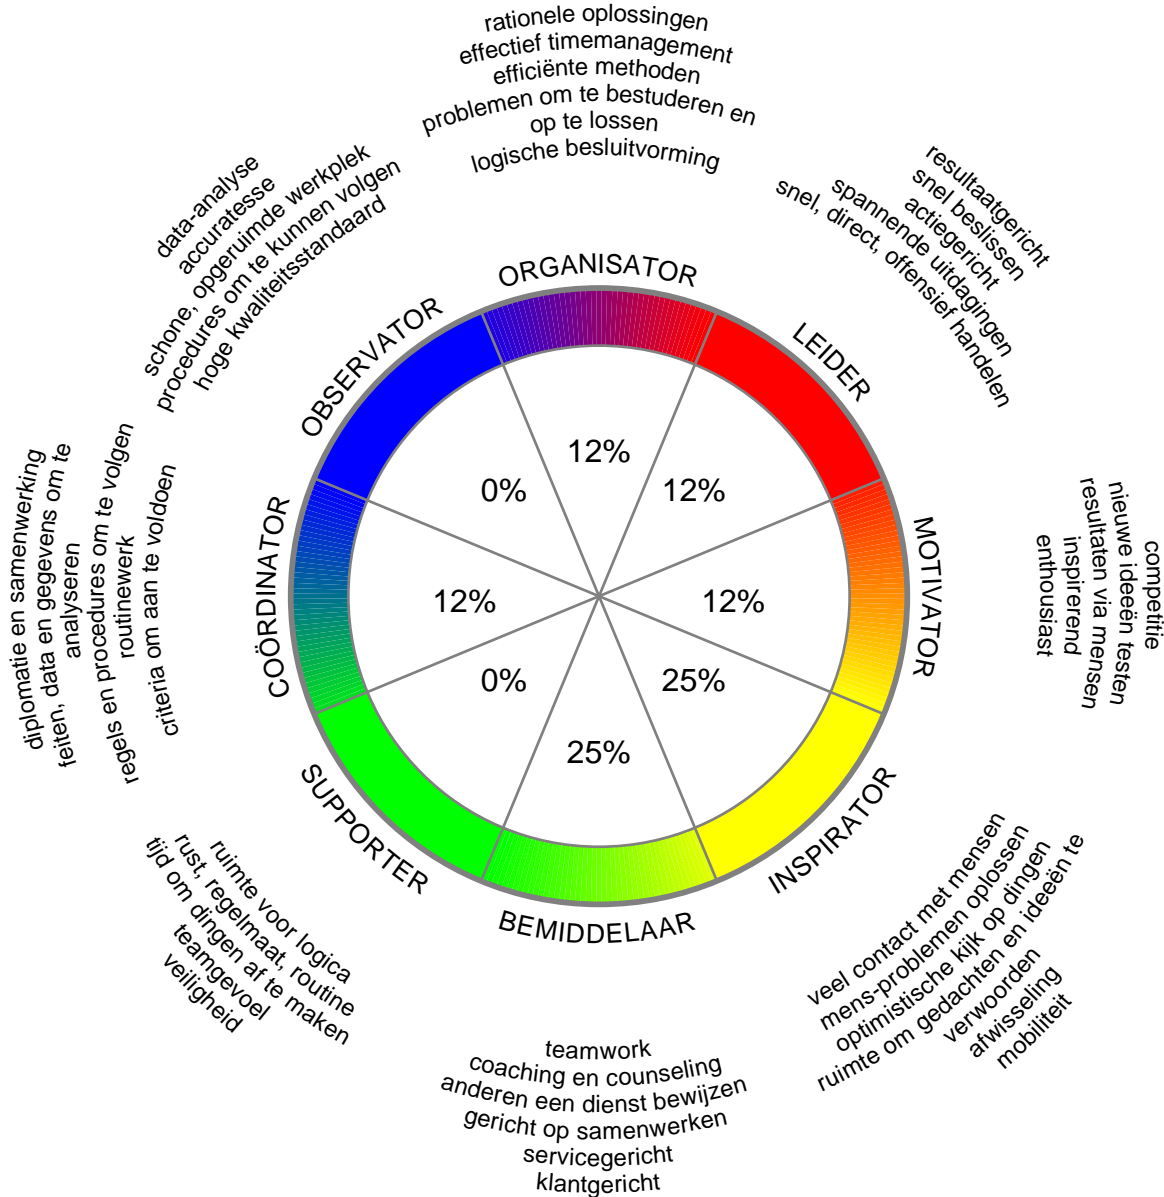 rationele oplossingen
effectief timemanagement
efficiënte methoden
problemen om te bestuderen en
op te lossen
logische besluitvorming
ORGANISATOR
12%
resultaatgericht
snel beslissen
actiegericht
spannende uitdagingen
snel, direct, offensief handelen
LEIDER
12%
competitie
nieuwe ideeën testen
resultaten via mensen
inspirerend
enthousiast
MOTIVATOR
12%
veel contact met mensen
mens-problemen oplossen
optimistische kijk op dingen
ruimte om gedachten en ideeën te
verwoorden
afwisseling
mobiliteit
INSPIRATOR
25%
BEMIDDELAAR
25%
teamwork
coaching en counseling
anderen een dienst bewijzen
gericht op samenwerken
servicegericht
klantgericht
SUPPORTER
0%
ruimte voor logica
rust, regelmaat, routine
tijd om dingen af te maken
teamgevoel
veiligheid
COÖRDINATOR
12%
diplomatie en samenwerking
feiten, data en gegevens om te
analyseren
regels en procedures om te volgen
routinewerk
criteria om aan te voldoen
OBSERVATOR
0%
data-analyse
accuratesse
schone, opgeruimde werkplek
procedures om te kunnen volgen
hoge kwaliteitsstandaard